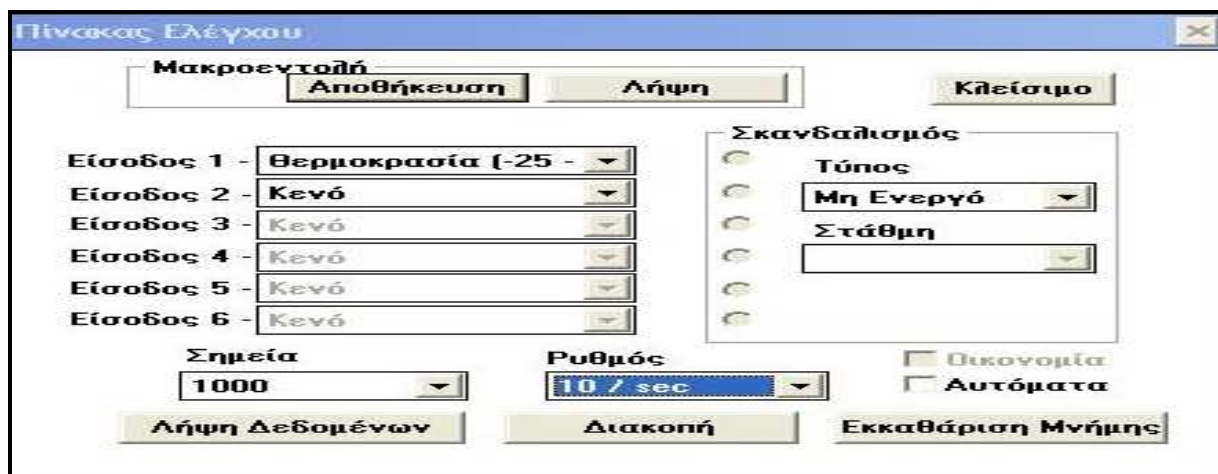 Πίνακας Ελέγχου
Μακροεντολή
Αποθήκευση Λήψη Κλείσιμο
Σκανδαλισμός
Είσοδος 1 - Θερμοκρασία (-25 -
Τύπος
Είσοδος 2 - Κενό
Μη Ενεργό
Είσοδος 3 - Κενό
Στάθμη
Είσοδος 4 - Κενό
Είσοδος 5 - Κενό
Είσοδος 6 - Κενό
Σημεία Ρυθμός Οικονομία
1000 10 / sec Αυτόματα
Λήψη Δεδομένων Διακοπή Εκκαθάριση Μνήμης